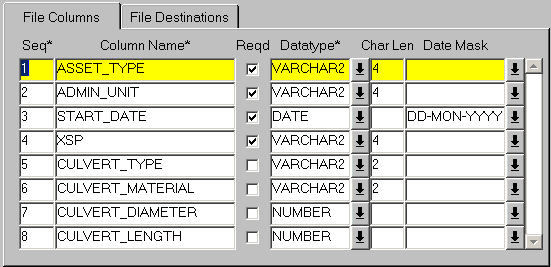 File Columns File Destinations
Seq* Column Name* Reqd Datatype* Char Len Date Mask
1 ASSET_TYPE VARCHAR2 4
2 ADMIN_UNIT VARCHAR2 4
3 START_DATE DATE DD-MON-YYYY
4 XSP VARCHAR2 4
5 CULVERT_TYPE VARCHAR2 2
6 CULVERT_MATERIAL VARCHAR2 2
7 CULVERT_DIAMETER NUMBER
8 CULVERT_LENGTH NUMBER